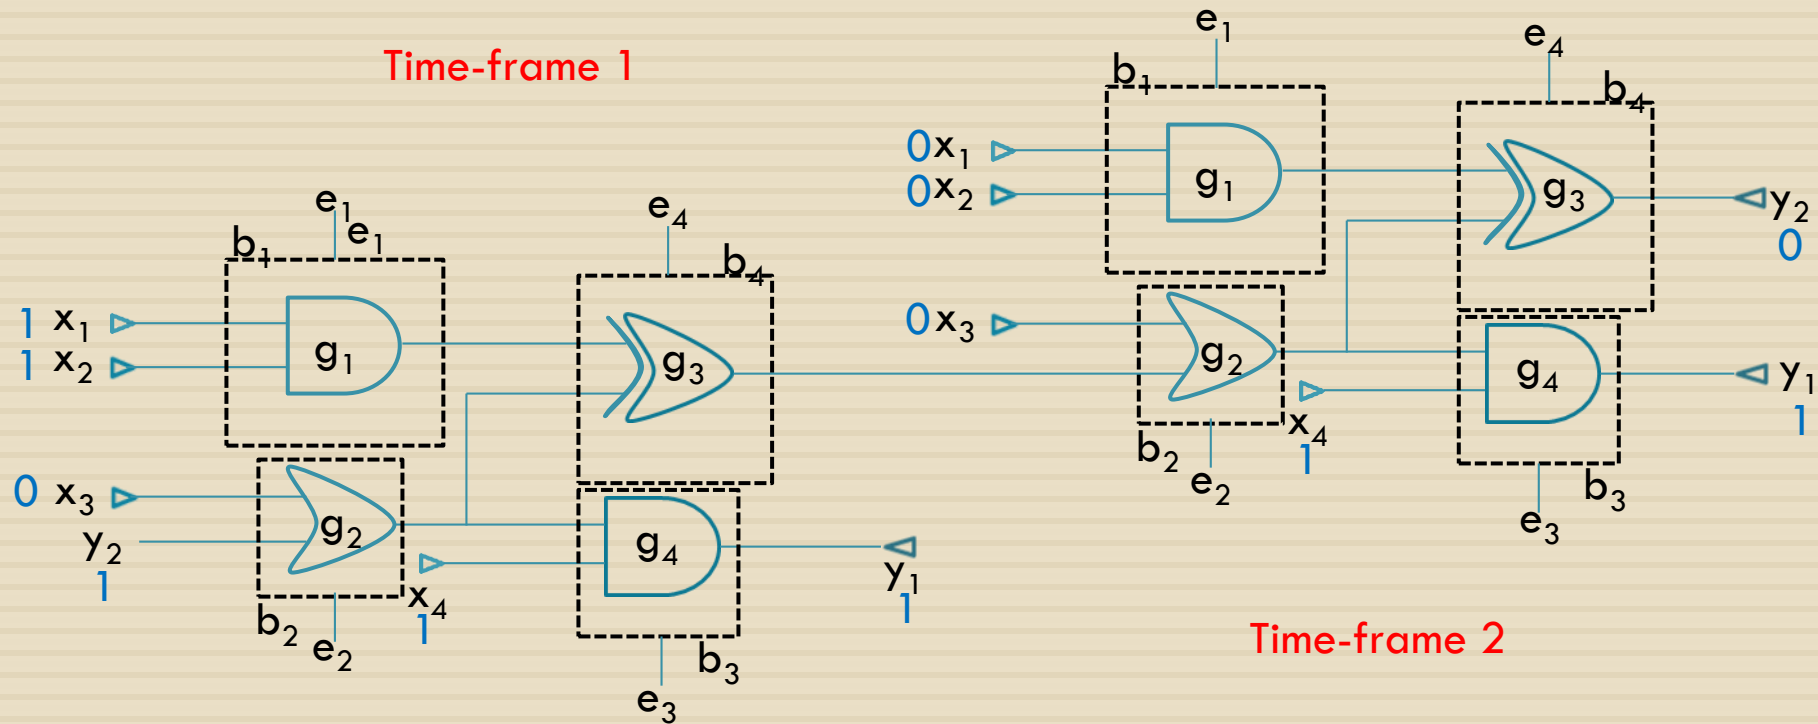 Time-frame 1
e1
e4
b1
b4
0x1
0x2
g1
g3
y2
0
e1
e1
e4
b1
b4
1 x1
1 x2
g1
g3
0x3
g2
g4
y1
1
x4
1
b2
e2
b3
e3
0 x3
y2
1
g2
g4
x4
1
y1
1
b2
e2
b3
e3
Time-frame 2